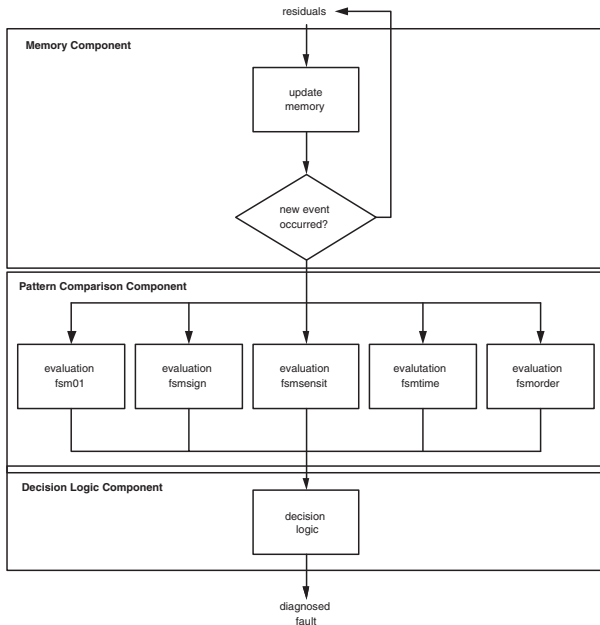 residuals
Memory Component
update
memory
new event
occurred?
Pattern Comparison Component
evaluation
fsm01
evaluation
fsmsign
evaluation
fsmsensit
evalutation
fsmtime
evaluation
fsmorder
Decision Logic Component
decision
logic
diagnosed
fault